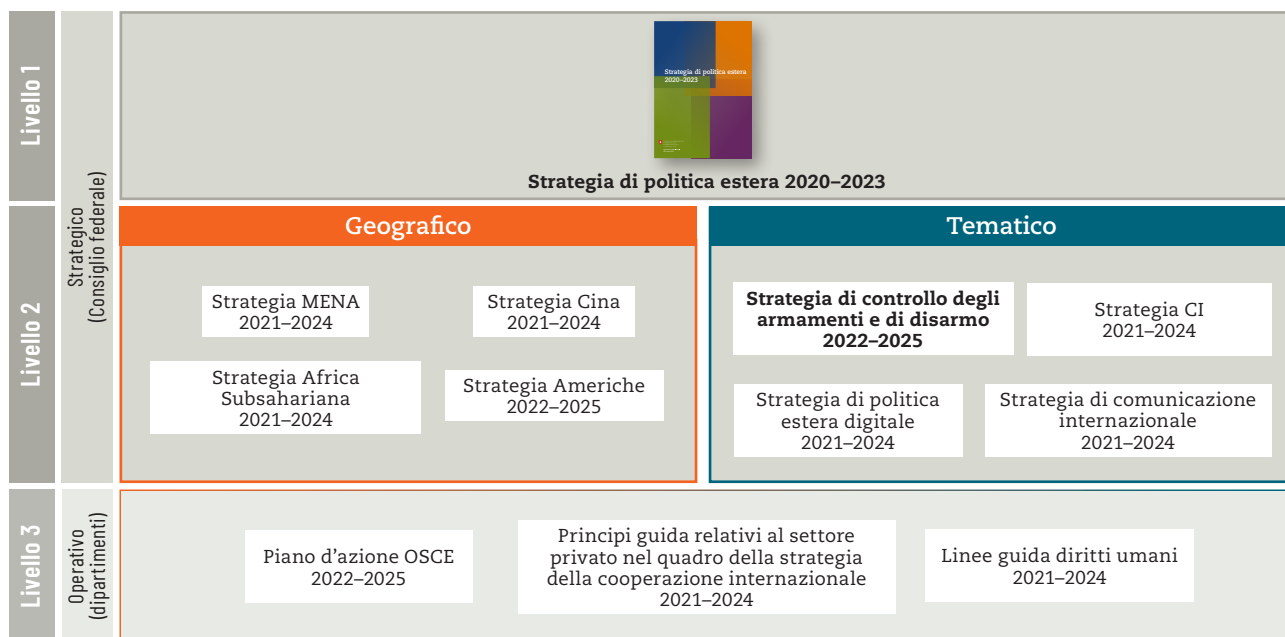 Livello 1
Strategico
(Consiglio federale)
Strategia di politica estera
2020–2023
Strategia di politica estera 2020–2023
Livello 2
Geografico
Strategia MENA
2021–2024
Strategia Cina
2021–2024
Strategia Africa
Subsahariana
2021–2024
Strategia Americhe
2022–2025
Tematico
Strategia di controllo degli
armamenti e di disarmo
2022–2025
Strategia CI
2021–2024
Strategia di politica
estera digitale
2021–2024
Strategia di comunicazione
internazionale
2021–2024
Livello 3
Operativo
(dipartimenti)
Piano d’azione OSCE
2022–2025
Principi guida relativi al settore
privato nel quadro della strategia
della cooperazione internazionale
2021–2024
Linee guida diritti umani
2021–2024